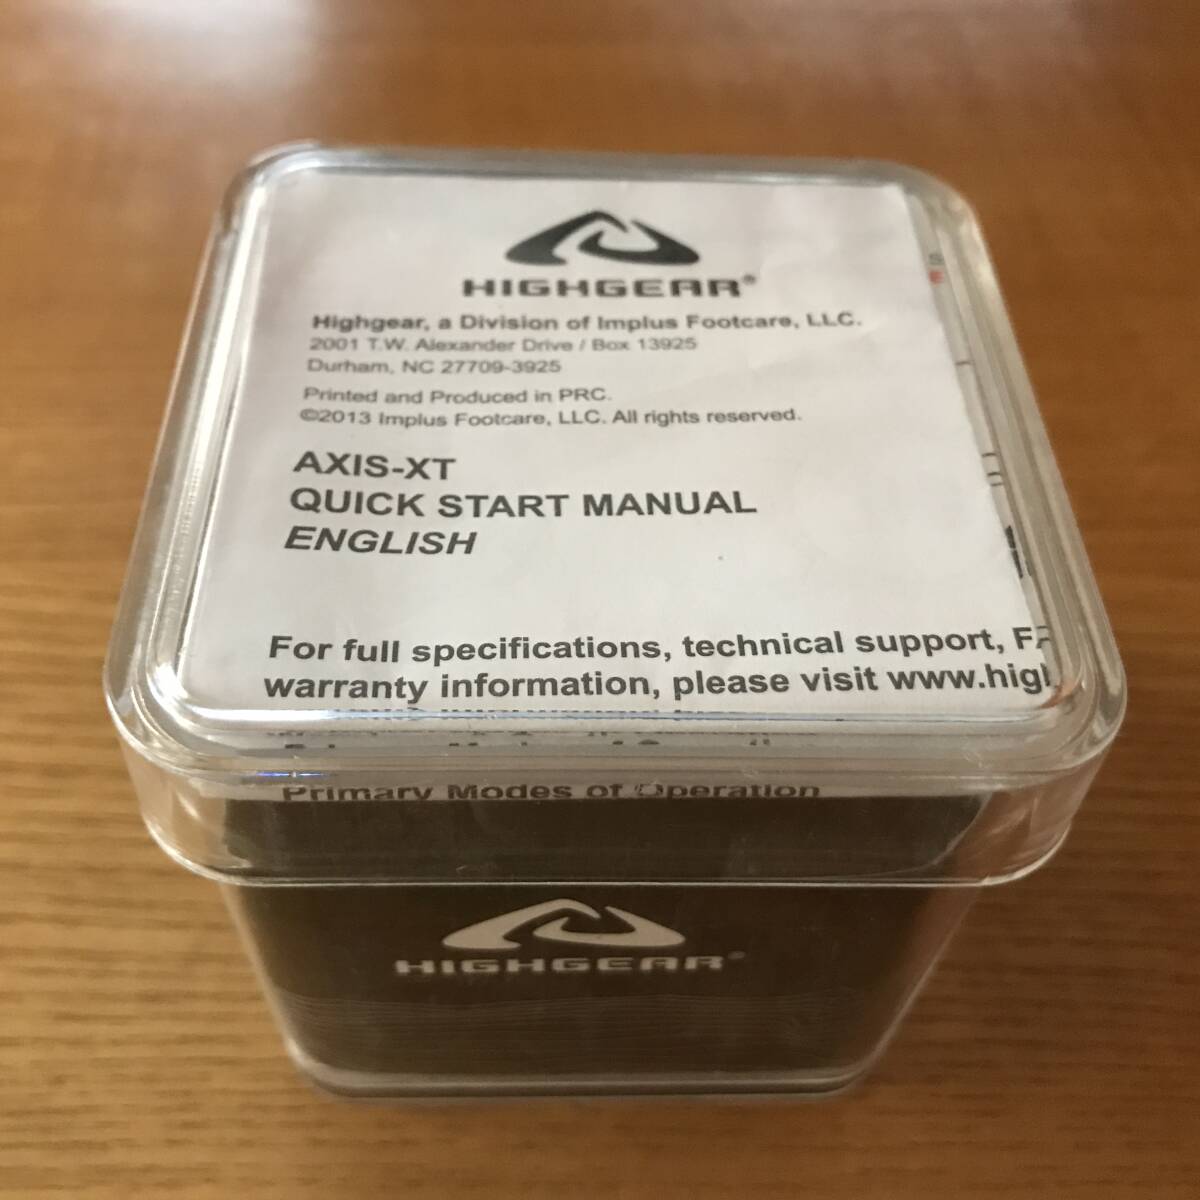 HIGHGEAR®
Highgear, a Division of Implus Footcare, LLC.
2001 T.W. Alexander Drive / Box 13925
Durham, NC 27709-3925
Printed and Produced in PRC.
©2013 Implus Footcare, LLC. All rights reserved.
AXIS-XT
QUICK START MANUAL
ENGLISH
For full specifications, technical support,
warranty information, please visit www.high
Primary Modes of Operation
HIGHGEAR®